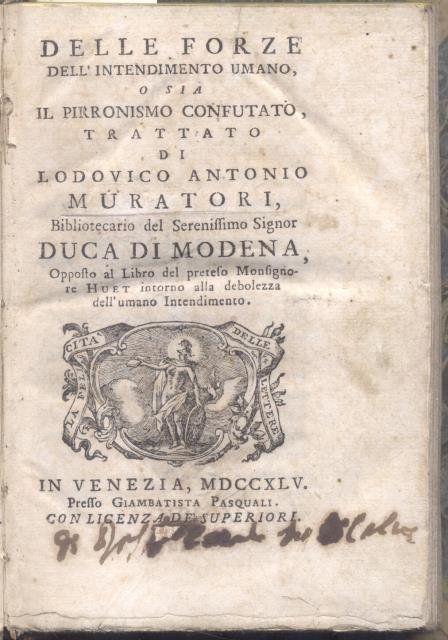 DELLE FORZE
DELL' INTENDIMENTO UMANO,
O SIA
IL PIRRONISMO CONFUTATO,
TRATTATO
DI
LODOVICO ANTONIO
MURATORI,
Bibliotecario del Serenissimo Signor
DUCA DI MODENA,
Opposto al Libro del preteso Monsigno-
re HUET intorno alla debolezza
dell'umano Intendimento.
LA FELICITA' DELLE LETTERE
IN VENEZIA, MDCCXLV.
Presso GIAMBATISTA PASQUALI.
CON LICENZA DE' SUPERIORI.